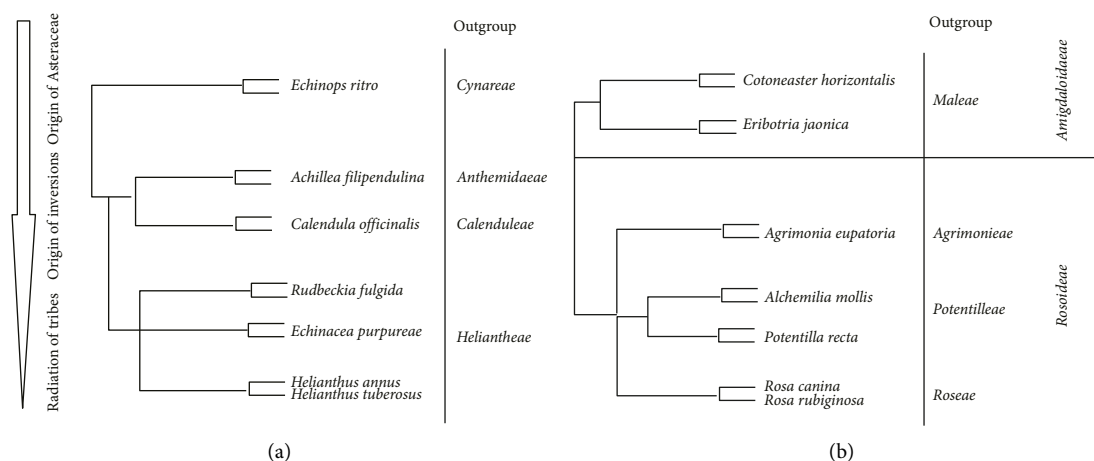 Origin of Asteraceae
Origin of inversions
Radiation of tribes
Outgroup
Echinops ritro
Cynareae
Achillea filipendulina
Anthemidaeae
Calendula officinalis
Calenduleae
Rudbeckia fulgida
Echinacea purpureae
Heliantheae
Helianthus annus
Helianthus tuberosus
(a)
Outgroup
Cotoneaster horizontalis
Eribotria jaonica
Maleae
Amigdaloidaeae
Agrimonia eupatoria
Agrimonieae
Alchemilia mollis
Potentilleae
Potentilla recta
Rosoideae
Rosa canina
Rosa rubiginosa
Roseae
(b)